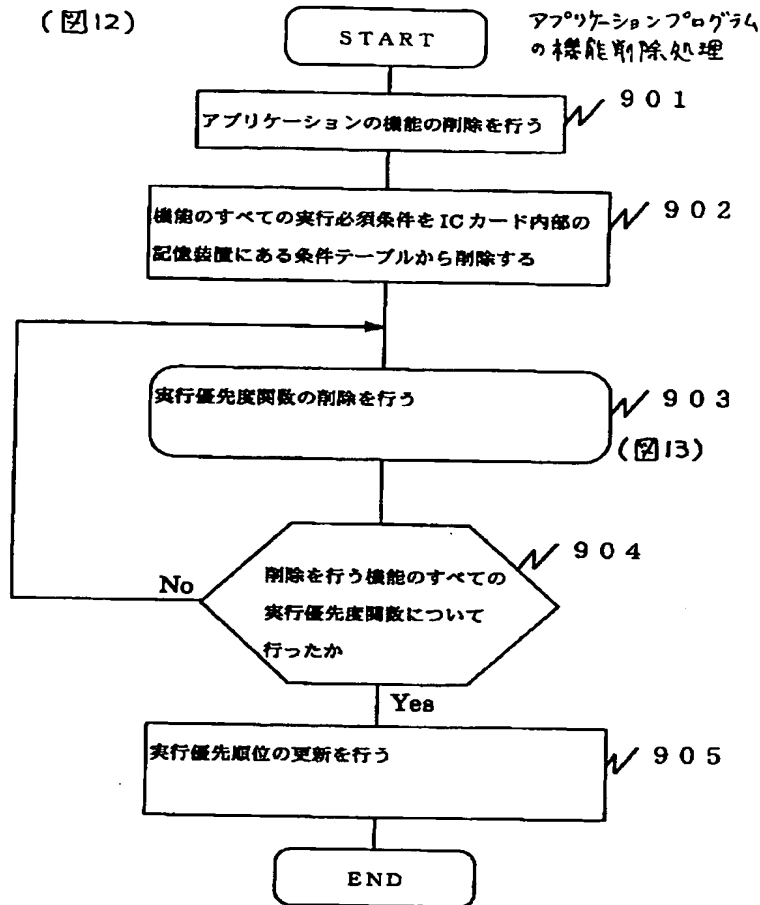 (図12)
START
アプリケーションプログラム
の機能削除処理
アプリケーションの機能の削除を行う
901
機能のすべての実行必須条件をICカード内部の
記憶装置にある条件テーブルから削除する
902
実行優先度関数の削除を行う
903
(図13)
904
No
削除を行う機能のすべての
実行優先度関数について
行ったか
Yes
実行優先順位の更新を行う
905
END